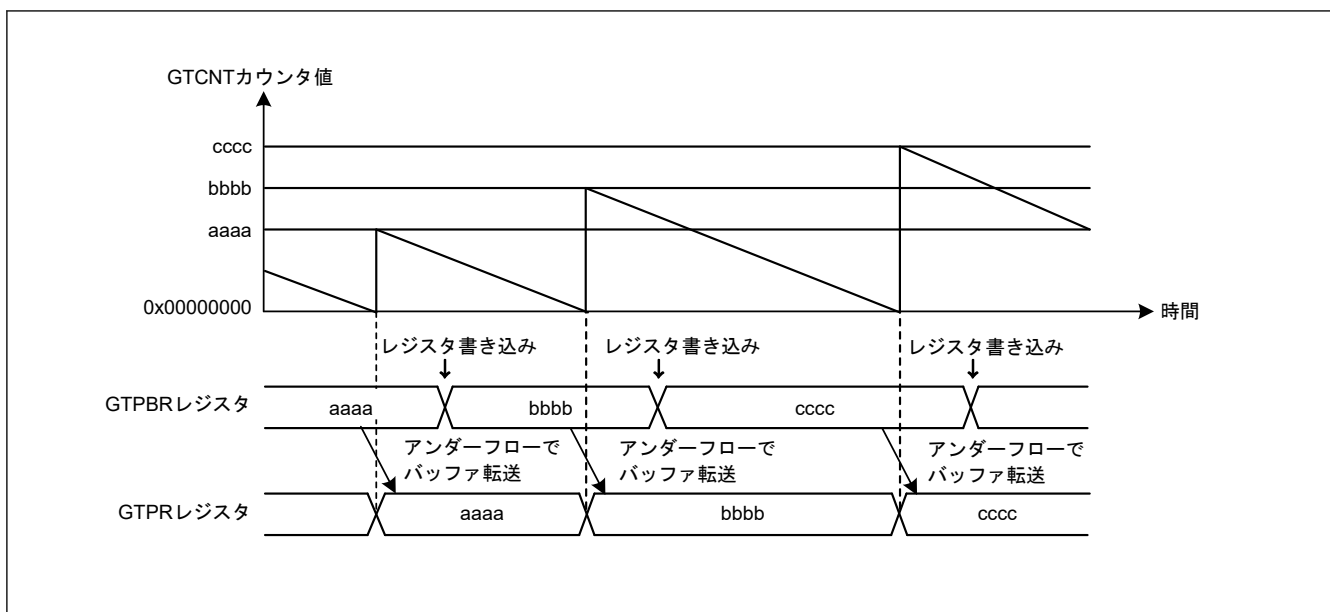 GTCNTカウンタ値
cccc
bbbb
aaaa
0x00000000
時間
レジスタ書き込み
レジスタ書き込み
レジスタ書き込み
GTPBRレジスタ
aaaa
bbbb
cccc
アンダーフローで
バッファ転送
アンダーフローで
バッファ転送
アンダーフローで
バッファ転送
GTPRレジスタ
aaaa
bbbb
cccc